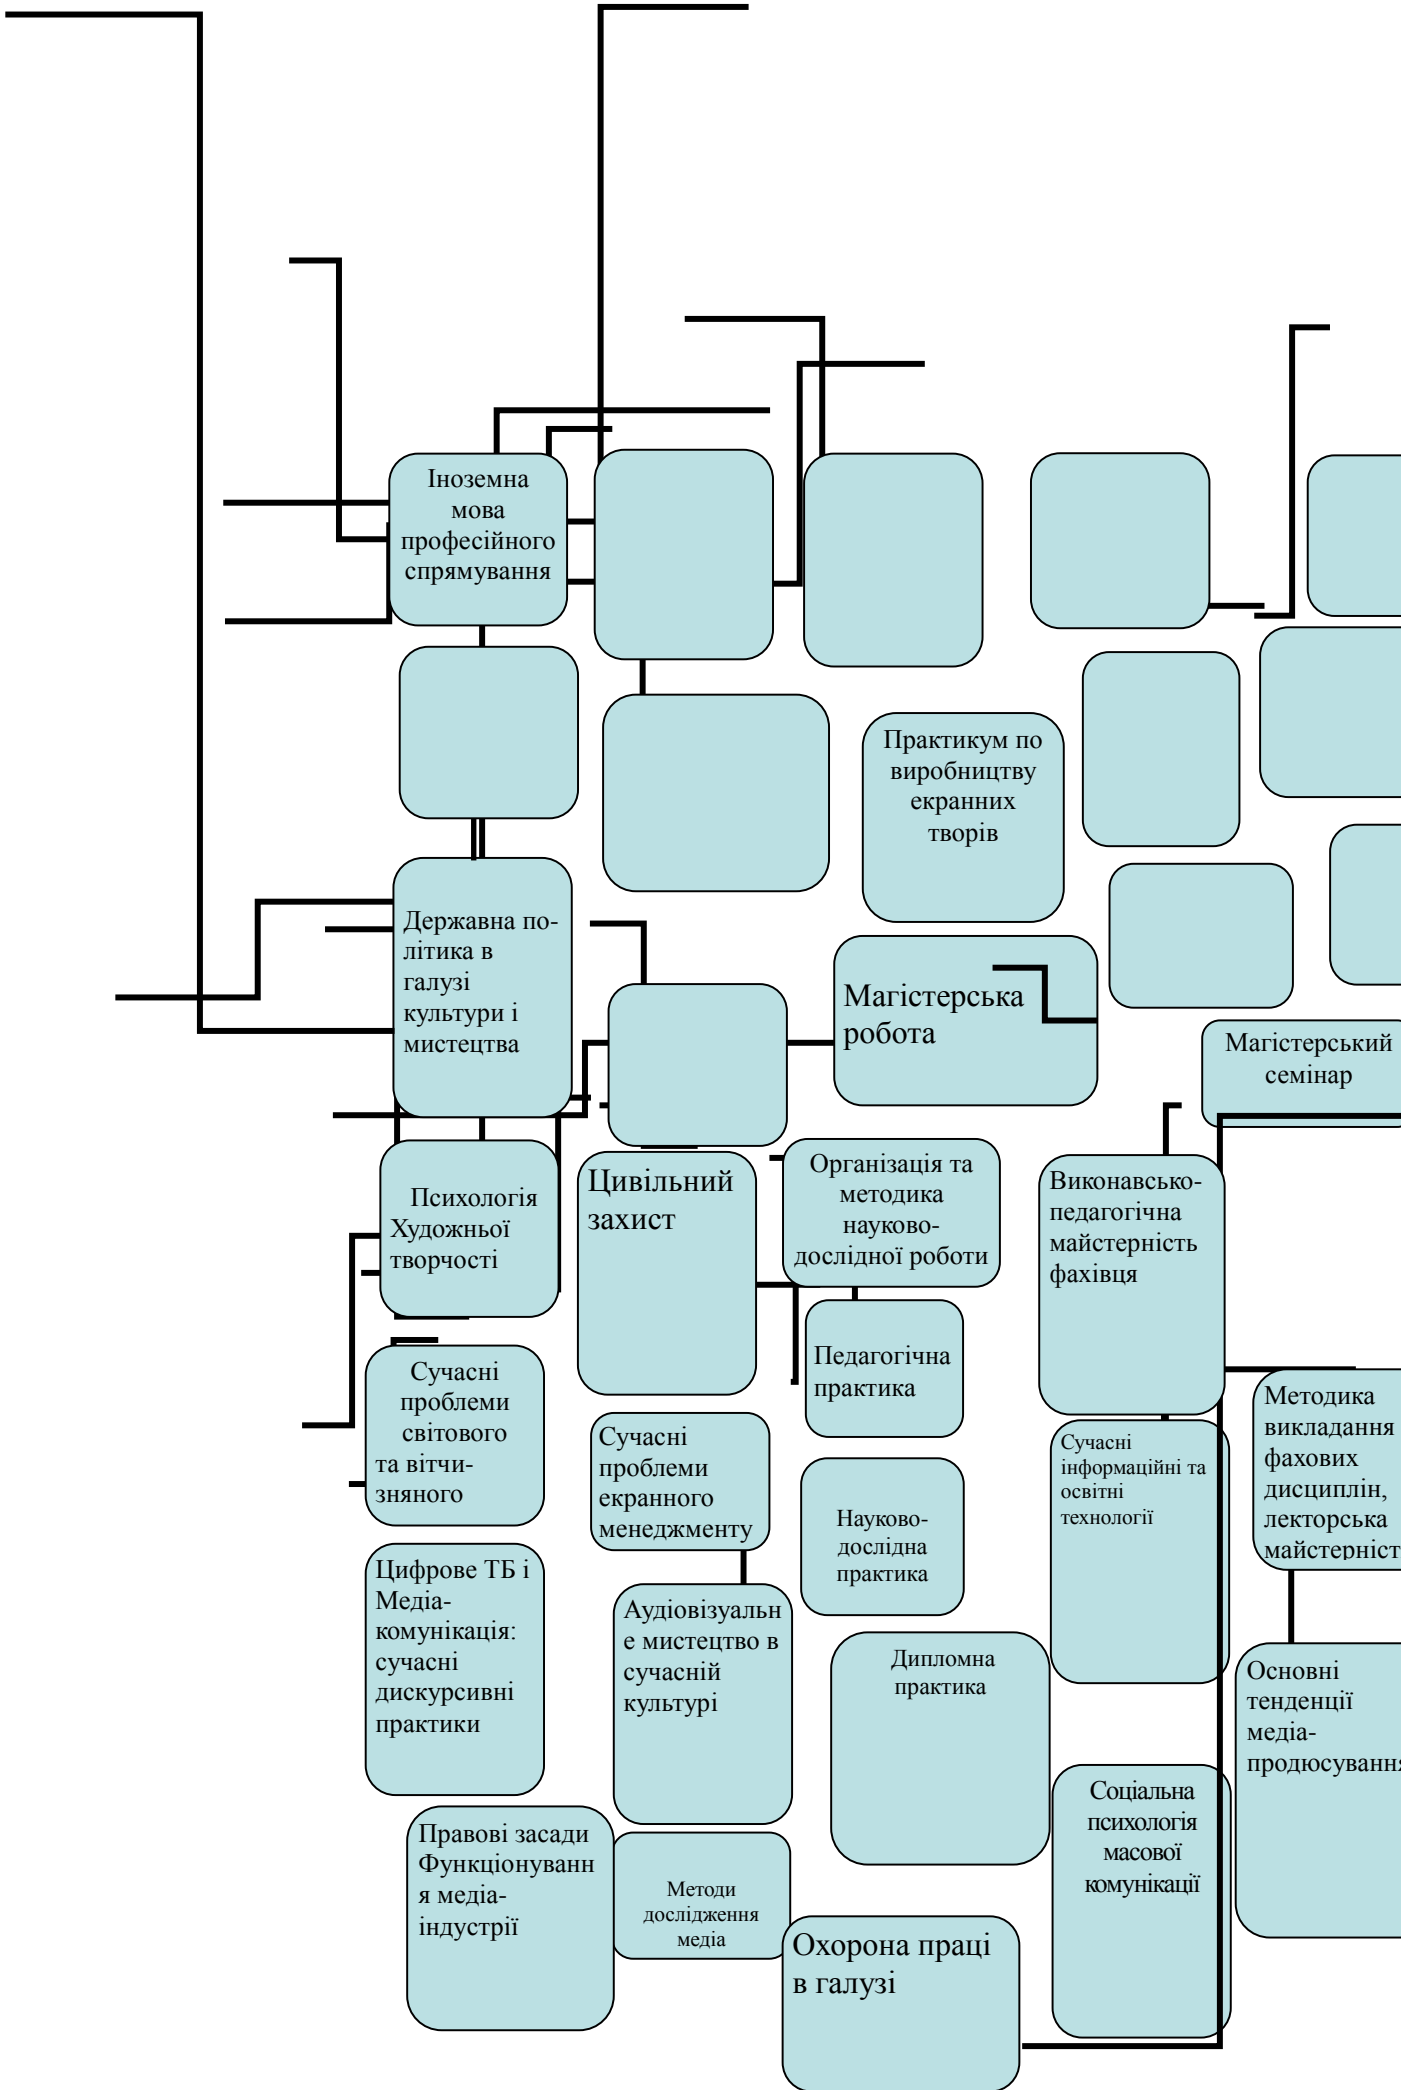 Іноземна
мова
професійного
спрямування
Практикум по
виробництву
екранних
творів
Державна по-
літика в
галузі
культури і
мистецтва
Магістерська
робота
Магістерський
семінар
Психологія
Художньої
творчості
Цивільний
захист
Організація та
методика
науково-
дослідної роботи
Виконавсько-
педагогічна
майстерність
фахівця
Педагогічна
практика
Сучасні
проблеми
світового
та вітчи-
зняного
Сучасні
проблеми
екранного
менеджменту
Науково-
дослідна
практика
Сучасні
інформаційні та
освітні
технології
Методика
викладання
фахових
дисциплін,
лекторська
майстерніст
Цифрове ТБ і
Медіа-
комунікація:
сучасні
дискурсивні
практики
Аудіовізуальн
е мистецтво в
сучасній
культурі
Дипломна
практика
Основні
тенденції
медіа-
продюсування
Соціальна
психологія
масової
комунікації
Правові засади
Функціонуванн
я медіа-
індустрії
Методи
дослідження
медіа
Охорона праці
в галузі